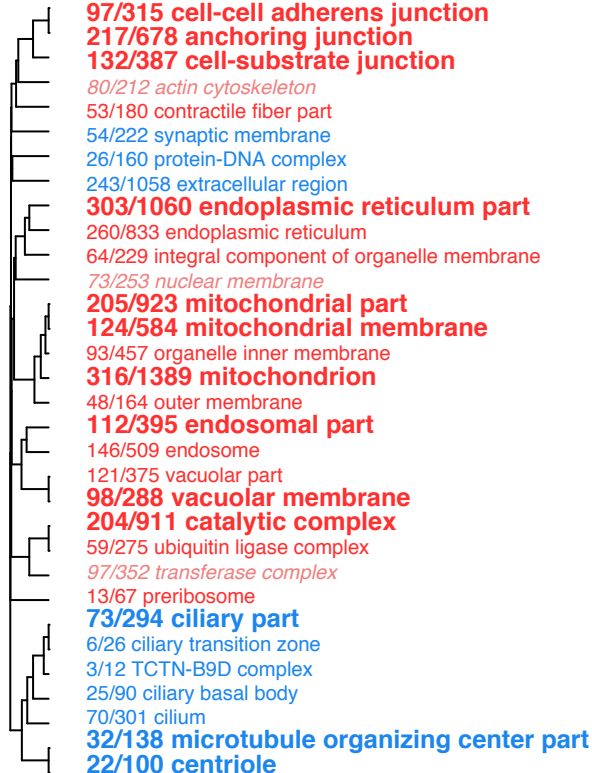 97/315 cell-cell adherens junction
217/678 anchoring junction
132/387 cell-substrate junction
80/212 actin cytoskeleton
53/180 contractile fiber part
54/222 synaptic membrane
26/160 protein-DNA complex
243/1058 extracellular region
303/1060 endoplasmic reticulum part
260/833 endoplasmic reticulum
64/229 integral component of organelle membrane
73/253 nuclear membrane
205/923 mitochondrial part
124/584 mitochondrial membrane
93/457 organelle inner membrane
316/1389 mitochondrion
48/164 outer membrane
112/395 endosomal part
146/509 endosome
121/375 vacuolar part
98/288 vacuolar membrane
204/911 catalytic complex
59/275 ubiquitin ligase complex
97/352 transferase complex
13/67 preribosome
73/294 ciliary part
6/26 ciliary transition zone
3/12 TCTN-B9D complex
25/90 ciliary basal body
70/301 cilium
32/138 microtubule organizing center part
22/100 centriole